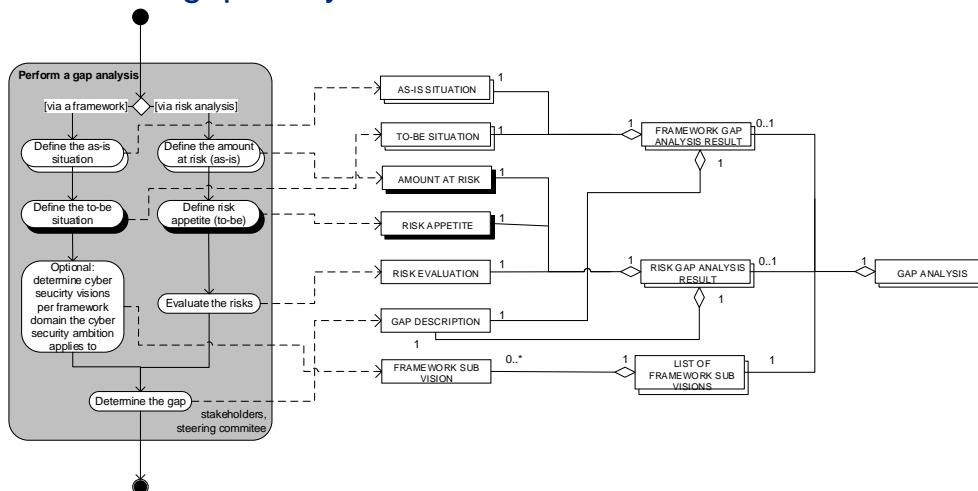 Perform a gap analysis
[via a framework]
[via risk analysis]
Define the as-is
situation
Define the amount
at risk (as-is)
Define the to-be
situation
Define risk
appetite (to-be)
Optional:
determine cyber
seucirty visions
per framework
domain the cyber
security ambition
applies to
Evaluate the risks
Determine the gap
stakeholders,
steering commitee
AS-IS SITUATION
1
TO-BE SITUATION
1
AMOUNT AT RISK
1
RISK APPETITE
1
RISK EVALUATION
1
GAP DESCRIPTION
1
1
FRAMEWORK SUB
VISION
0..*
1
FRAMEWORK GAP
ANALYSIS RESULT
0..1
1
1
RISK GAP ANALYSIS
RESULT
0..1
1
1
LIST OF
FRAMEWORK SUB
VISIONS
1
1
GAP ANALYSIS